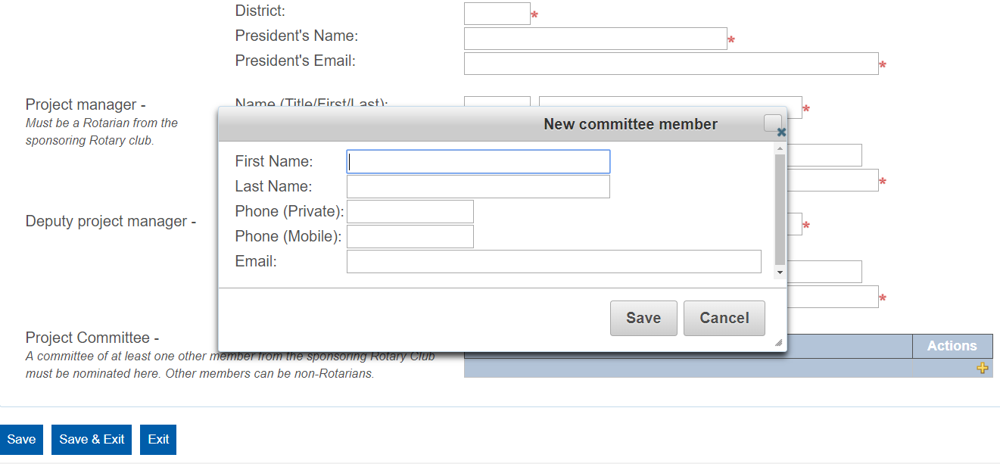 District: *
President's Name: *
President's Email: *
Project manager - Name (Title/First/Last): *
Must be a Rotarian from the
sponsoring Rotary club.
New committee member
First Name:
Last Name:
Phone (Private):
Phone (Mobile):
Email:
Save Cancel
*
Deputy project manager - *
*
Project Committee -
A committee of at least one other member from the sponsoring Rotary Club
must be nominated here. Other members can be non-Rotarians.
Actions
Save Save & Exit Exit